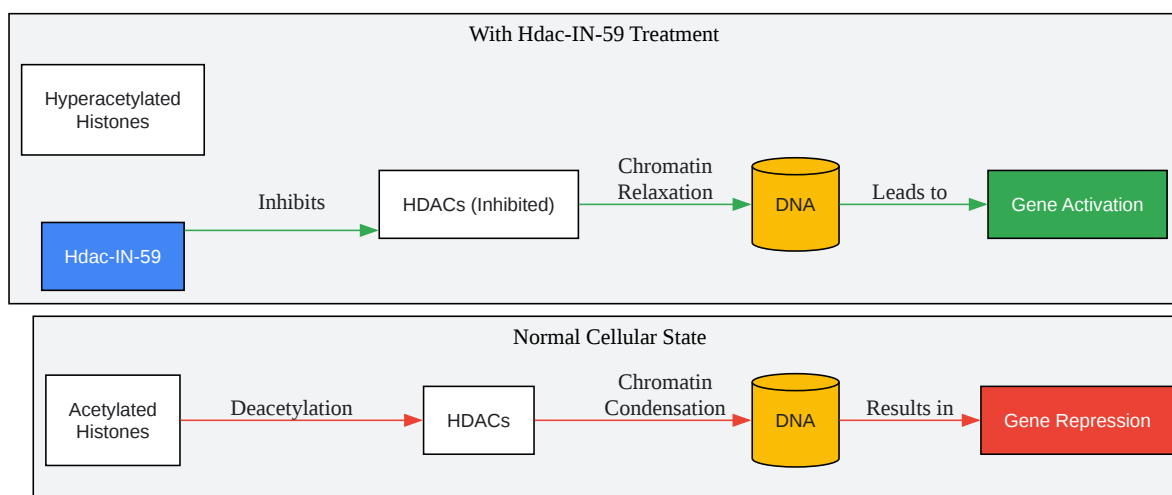 With Hdac-IN-59 Treatment
Hyperacetylated
Histones
Hdac-IN-59
Inhibits
HDACs (Inhibited)
Chromatin
Relaxation
DNA
Leads to
Gene Activation
Normal Cellular State
Acetylated
Histones
Deacetylation
HDACs
Chromatin
Condensation
DNA
Results in
Gene Repression